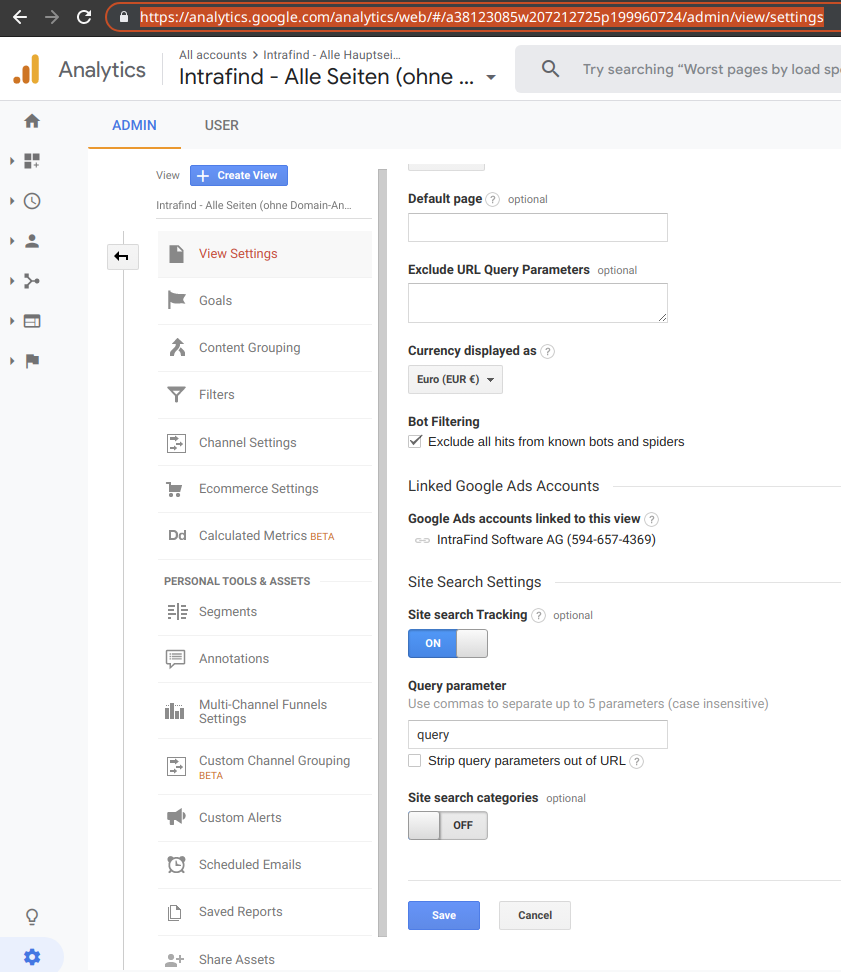 https://analytics.google.com/analytics/web/#/a38123085w207212725p199960724/admin/view/settings
Analytics
All accounts > Intrafind - Alle Hauptsei...
Intrafind - Alle Seiten (ohne ...
Try searching “Worst pages by load spe
ADMIN
USER
View
+ Create View
Intrafind - Alle Seiten (ohne Domain-An...
View Settings
Goals
Content Grouping
Filters
Channel Settings
Ecommerce Settings
Dd Calculated Metrics BETA
PERSONAL TOOLS & ASSETS
Segments
Annotations
Multi-Channel Funnels
Settings
Custom Channel Grouping
BETA
Custom Alerts
Scheduled Emails
Saved Reports
Share Assets
Default page ? optional
Exclude URL Query Parameters optional
Currency displayed as ?
Euro (EUR €)
Bot Filtering
Exclude all hits from known bots and spiders
Linked Google Ads Accounts
Google Ads accounts linked to this view ?
IntraFind Software AG (594-657-4369)
Site Search Settings
Site search Tracking ? optional
ON
Query parameter
Use commas to separate up to 5 parameters (case insensitive)
query
Strip query parameters out of URL ?
Site search categories optional
OFF
Save
Cancel